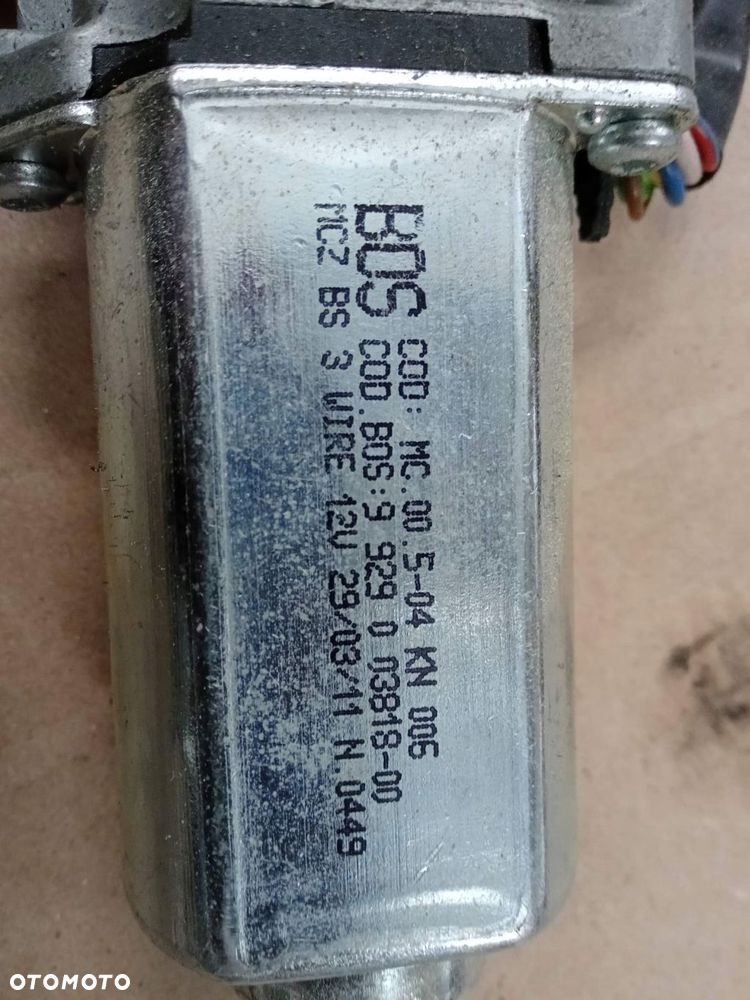 BOS COD: MC.00.5-04 KN 006
COD.BOS:9 929 0 03818-00
MCZ BS 3 WIRE 12V 29/03/11 N.0449
OTOMOTO